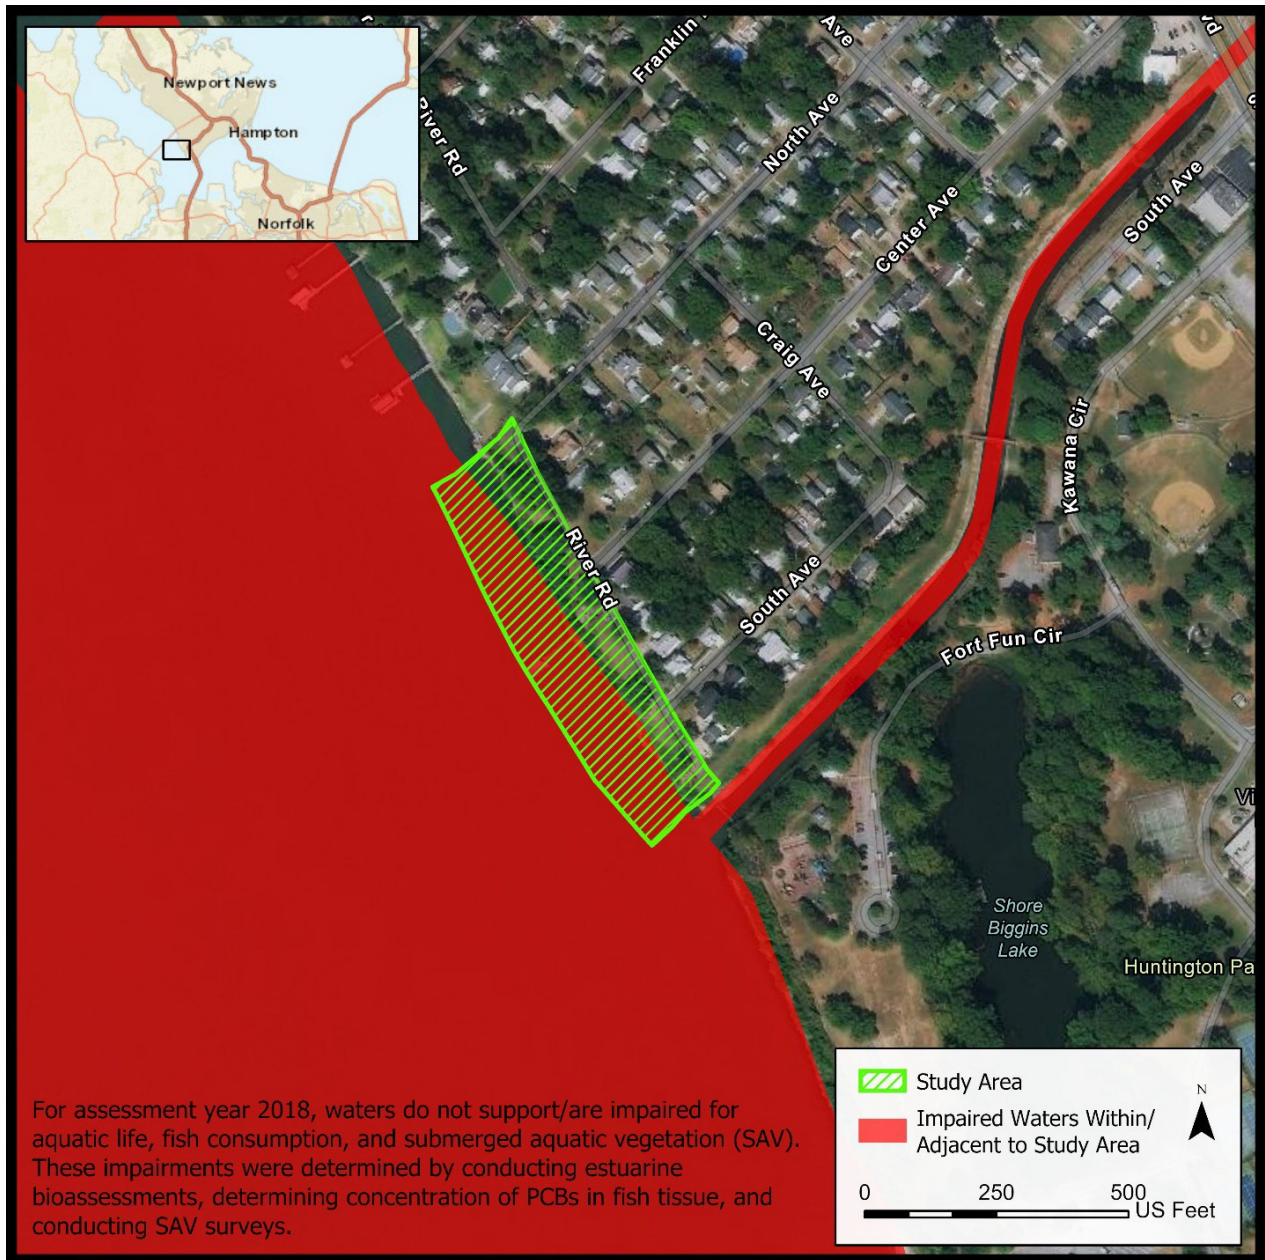 Newport News
Hampton
Norfolk
River Rd
Franklin
Ave
North Ave
Center Ave
South Ave
Craig Ave
Kawana Cir
River Rd
South Ave
Fort Fun Cir
Shore
Biggins
Lake
Huntington Pa
For assessment year 2018, waters do not support/are impaired for
aquatic life, fish consumption, and submerged aquatic vegetation (SAV).
These impairments were determined by conducting estuarine
bioassessments, determining concentration of PCBs in fish tissue, and
conducting SAV surveys.
Study Area
Impaired Waters Within/
Adjacent to Study Area
N
0 250 500
US Feet